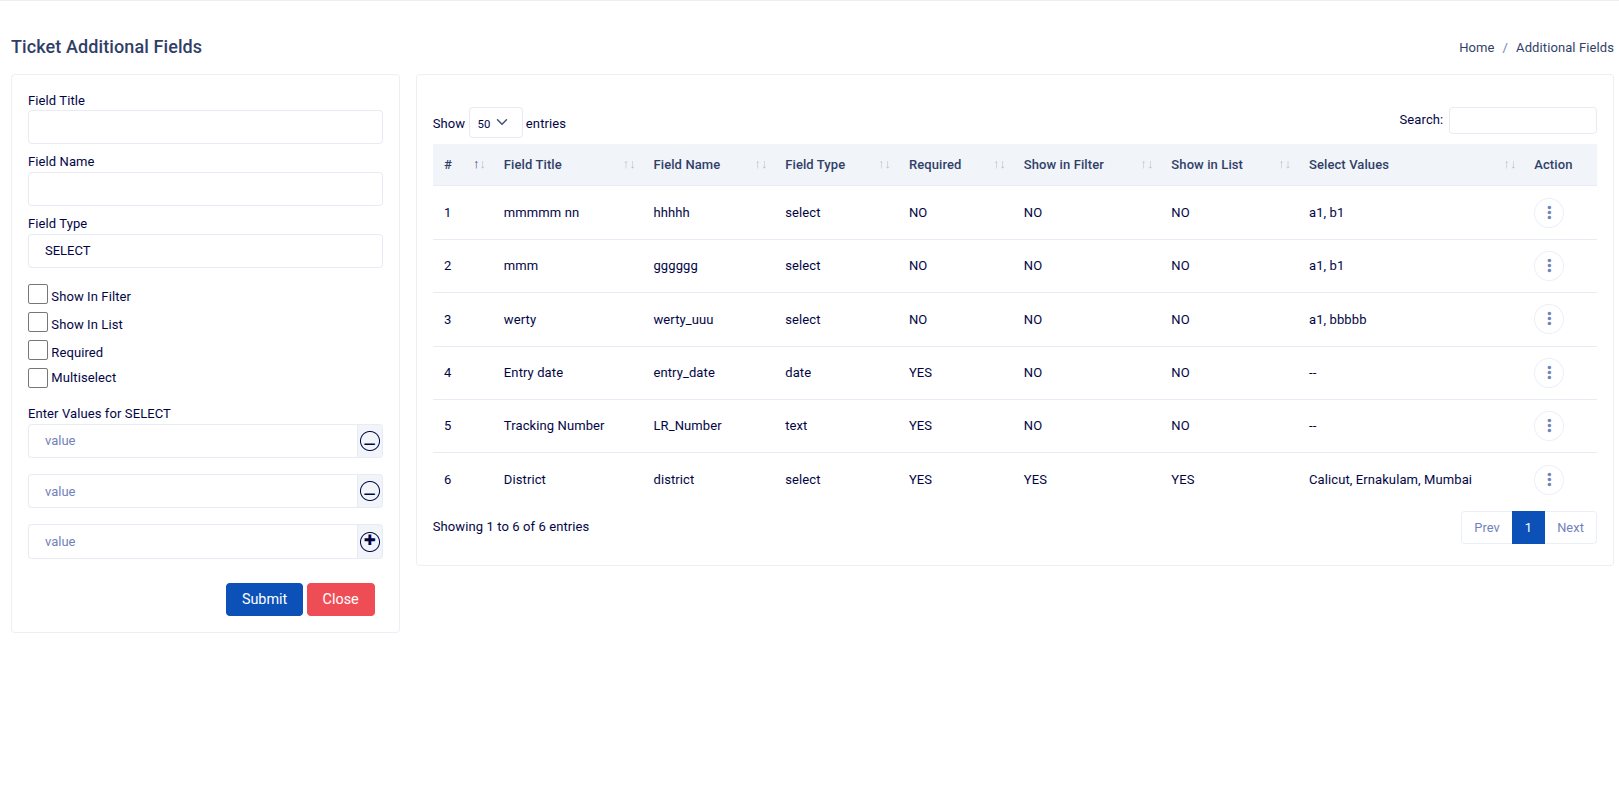 Ticket Additional Fields
Home / Additional Fields
Field Title
Field Name
Field Type
SELECT
Show In Filter
Show In List
Required
Multiselect
Enter Values for SELECT
value
value
value
Submit Close
Show 50 entries
Search:
# Field Title Field Name Field Type Required Show in Filter Show in List Select Values Action
1 mmmmm nn hhhhh select NO NO NO a1, b1
2 mmm gggggg select NO NO NO a1, b1
3 werty werty_uuu select NO NO NO a1, bbbbb
4 Entry date entry_date date YES NO NO --
5 Tracking Number LR_Number text YES NO NO --
6 District district select YES YES YES Calicut, Ernakulam, Mumbai
Showing 1 to 6 of 6 entries
Prev 1 Next